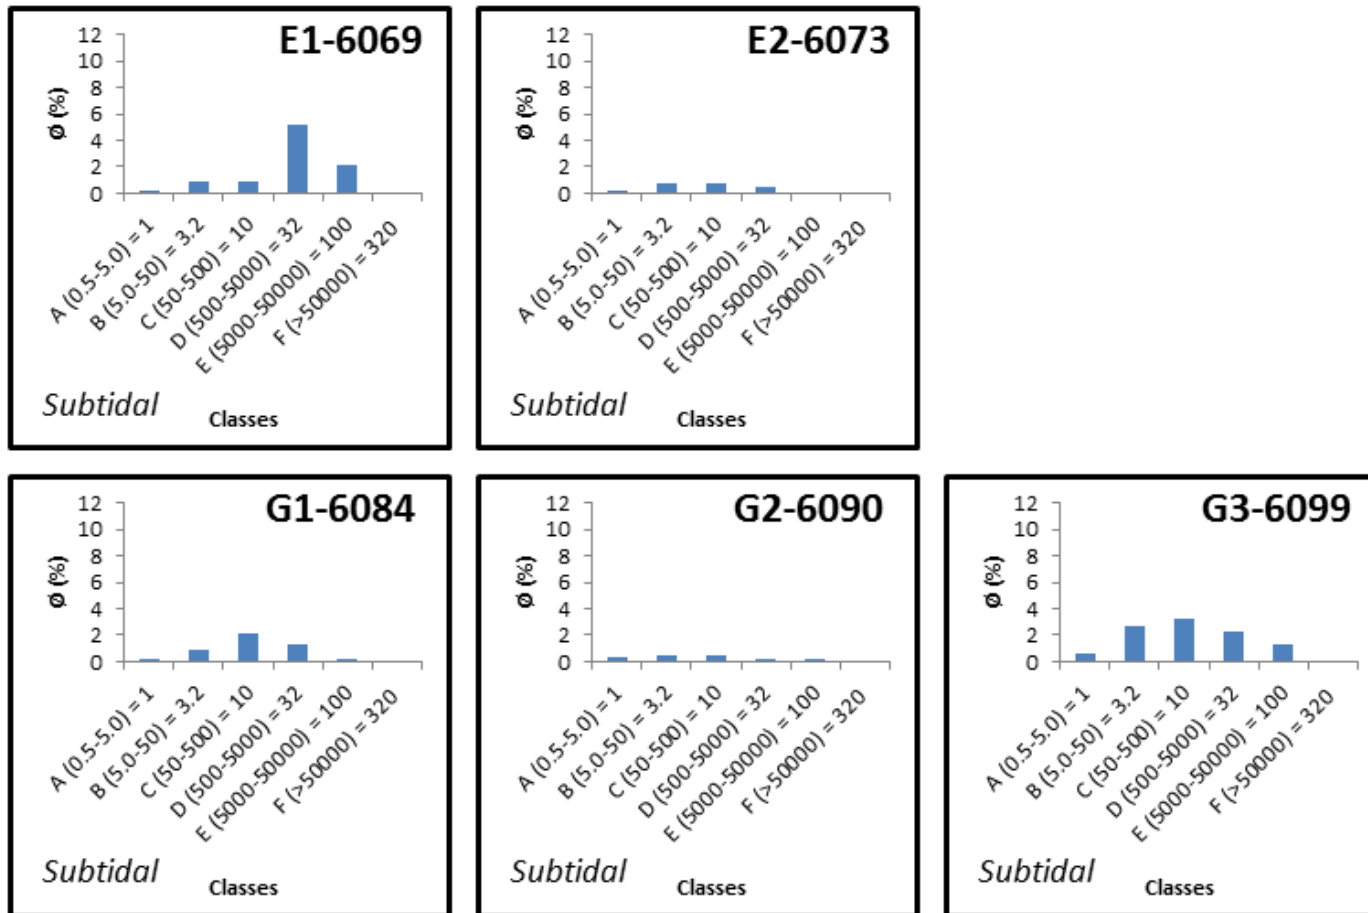 E1-6069
12
10
8
6
4
2
0
Ø (%)
A (0.5-5.0) = 1
B (5.0-50) = 3.2
C (50-500) = 10
D (500-5000) = 32
E (5000-50000) = 100
F (>50000) = 320
Subtidal
Classes
E2-6073
12
10
8
6
4
2
0
Ø (%)
A (0.5-5.0) = 1
B (5.0-50) = 3.2
C (50-500) = 10
D (500-5000) = 32
E (5000-50000) = 100
F (>50000) = 320
Subtidal
Classes
G1-6084
12
10
8
6
4
2
0
Ø (%)
A (0.5-5.0) = 1
B (5.0-50) = 3.2
C (50-500) = 10
D (500-5000) = 32
E (5000-50000) = 100
F (>50000) = 320
Subtidal
Classes
G2-6090
12
10
8
6
4
2
0
Ø (%)
A (0.5-5.0) = 1
B (5.0-50) = 3.2
C (50-500) = 10
D (500-5000) = 32
E (5000-50000) = 100
F (>50000) = 320
Subtidal
Classes
G3-6099
12
10
8
6
4
2
0
Ø (%)
A (0.5-5.0) = 1
B (5.0-50) = 3.2
C (50-500) = 10
D (500-5000) = 32
E (5000-50000) = 100
F (>50000) = 320
Subtidal
Classes